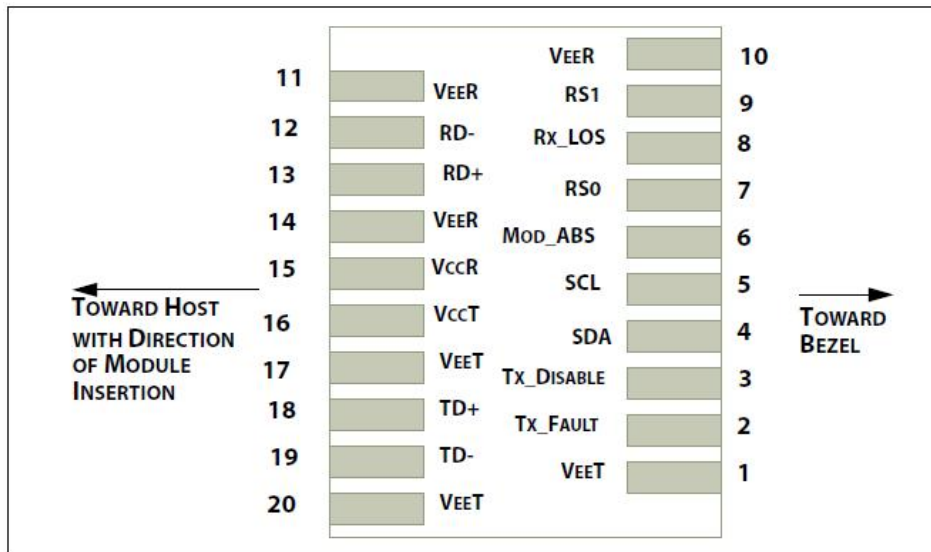 11 VEER
12 RD-
13 RD+
14 VEER
15 VCCR
16 VCCT
17 VEET
18 TD+
19 TD-
20 VEET
TOWARD HOST
WITH DIRECTION
OF MODULE
INSERTION
VEER 10
RS1 9
RX_LOS 8
RS0 7
MOD_ABS 6
SCL 5
SDA 4
TX_DISABLE 3
TX_FAULT 2
VEET 1
TOWARD
BEZEL